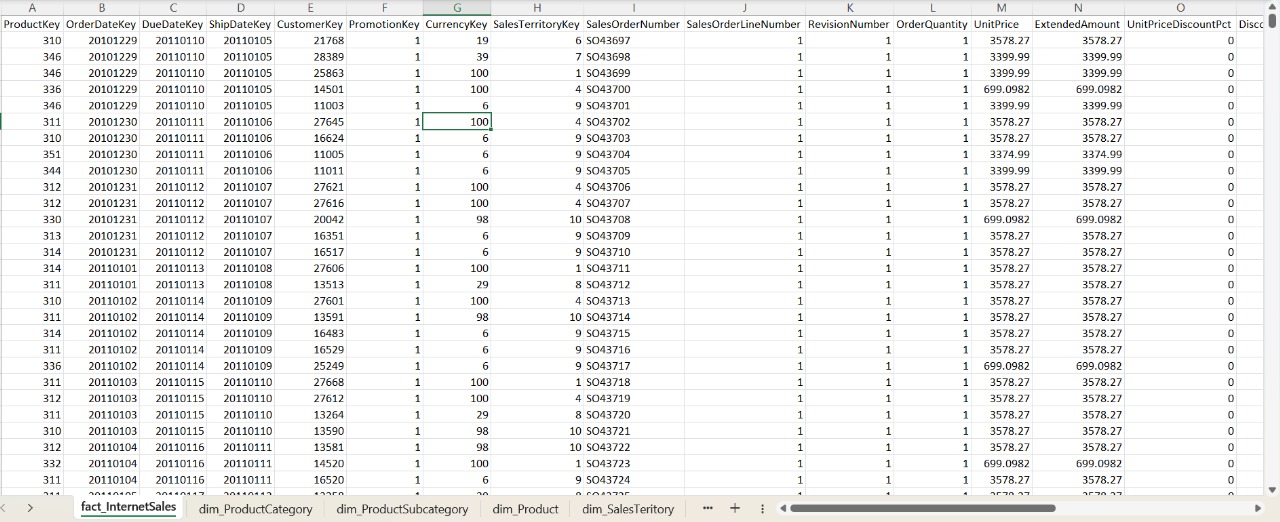 A B C D E F G H I J K L M N O
ProductKey OrderDateKey DueDateKey ShipDateKey CustomerKey PromotionKey CurrencyKey SalesTerritoryKey SalesOrderNumber SalesOrderLineNumber RevisionNumber OrderQuantity UnitPrice ExtendedAmount UnitPriceDiscountPct Disco
310 20101229 20110110 20110105 21768 1 19 6 SO43697 1 1 1 3578.27 3578.27 0
346 20101229 20110110 20110105 28389 1 39 7 SO43698 1 1 1 3399.99 3399.99 0
346 20101229 20110110 20110105 25863 1 100 1 SO43699 1 1 1 3399.99 3399.99 0
336 20101229 20110110 20110105 14501 1 100 4 SO43700 1 1 1 699.0982 699.0982 0
346 20101229 20110110 20110105 11003 1 6 9 SO43701 1 1 1 3399.99 3399.99 0
311 20101230 20110111 20110106 27645 1 100 4 SO43702 1 1 1 3578.27 3578.27 0
310 20101230 20110111 20110106 16624 1 6 9 SO43703 1 1 1 3578.27 3578.27 0
351 20101230 20110111 20110106 11005 1 6 9 SO43704 1 1 1 3374.99 3374.99 0
344 20101230 20110111 20110106 11011 1 6 9 SO43705 1 1 1 3399.99 3399.99 0
312 20101231 20110112 20110107 27621 1 100 4 SO43706 1 1 1 3578.27 3578.27 0
312 20101231 20110112 20110107 27616 1 100 4 SO43707 1 1 1 3578.27 3578.27 0
330 20101231 20110112 20110107 20042 1 98 10 SO43708 1 1 1 699.0982 699.0982 0
313 20101231 20110112 20110107 16351 1 6 9 SO43709 1 1 1 3578.27 3578.27 0
314 20101231 20110112 20110107 16517 1 6 9 SO43710 1 1 1 3578.27 3578.27 0
314 20110101 20110113 20110108 27606 1 100 1 SO43711 1 1 1 3578.27 3578.27 0
311 20110101 20110113 20110108 13513 1 29 8 SO43712 1 1 1 3578.27 3578.27 0
310 20110102 20110114 20110109 27601 1 100 4 SO43713 1 1 1 3578.27 3578.27 0
311 20110102 20110114 20110109 13591 1 98 10 SO43714 1 1 1 3578.27 3578.27 0
314 20110102 20110114 20110109 16483 1 6 9 SO43715 1 1 1 3578.27 3578.27 0
311 20110102 20110114 20110109 16529 1 6 9 SO43716 1 1 1 3578.27 3578.27 0
336 20110102 20110114 20110109 25249 1 6 9 SO43717 1 1 1 699.0982 699.0982 0
311 20110103 20110115 20110110 27668 1 100 1 SO43718 1 1 1 3578.27 3578.27 0
312 20110103 20110115 20110110 27612 1 100 4 SO43719 1 1 1 3578.27 3578.27 0
311 20110103 20110115 20110110 13264 1 29 8 SO43720 1 1 1 3578.27 3578.27 0
310 20110103 20110115 20110110 13590 1 98 10 SO43721 1 1 1 3578.27 3578.27 0
312 20110104 20110116 20110111 13581 1 98 10 SO43722 1 1 1 3578.27 3578.27 0
332 20110104 20110116 20110111 14520 1 100 1 SO43723 1 1 1 699.0982 699.0982 0
311 20110104 20110116 20110111 16520 1 6 9 SO43724 1 1 1 3578.27 3578.27 0
fact_InternetSales dim_ProductCategory dim_ProductSubcategory dim_Product dim_SalesTeritory